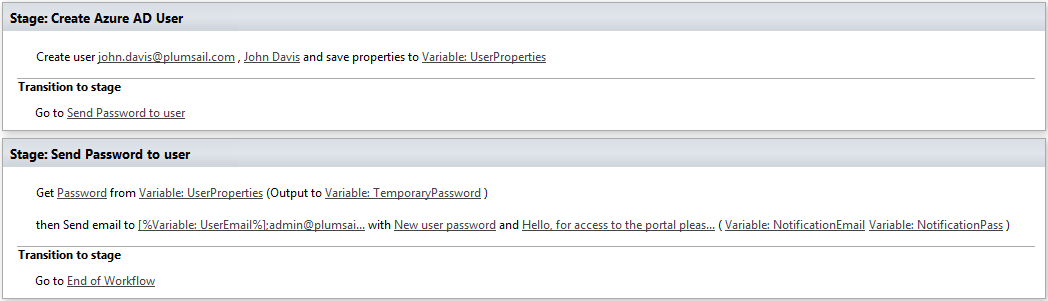 Stage: Create Azure AD User
Create user john.davis@plumsail.com , John Davis and save properties to Variable: UserProperties
Transition to stage
Go to Send Password to user
Stage: Send Password to user
Get Password from Variable: UserProperties (Output to Variable: TemporaryPassword )
then Send email to [%Variable: UserEmail%];admin@plumsai... with New user password and Hello, for access to the portal pleas... ( Variable: NotificationEmail Variable: NotificationPass )
Transition to stage
Go to End of Workflow